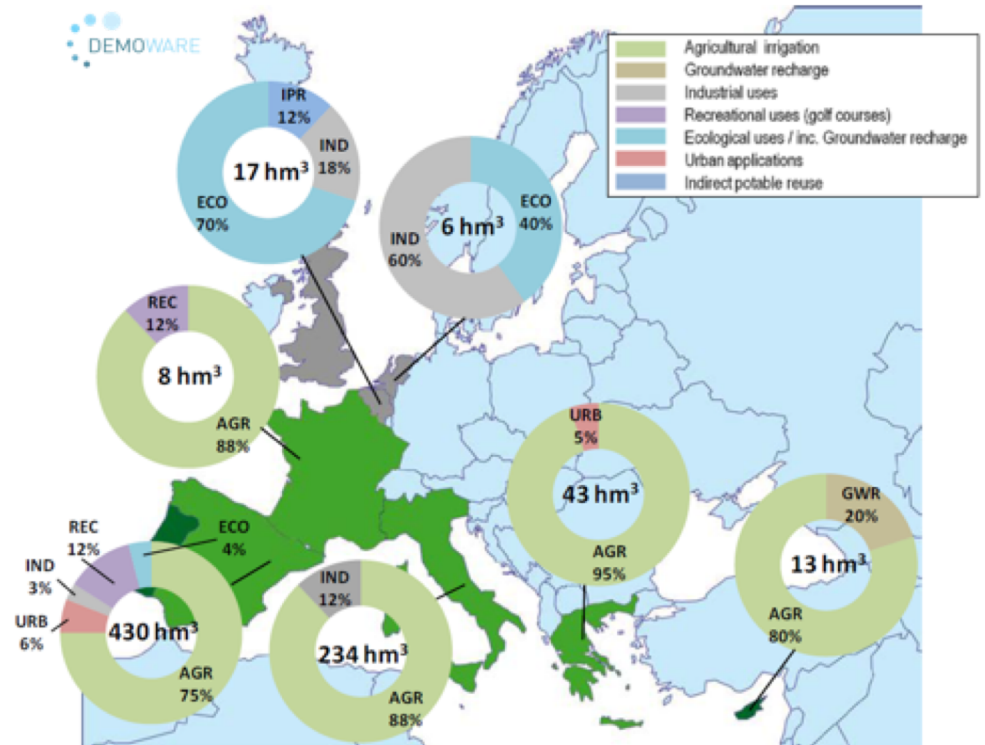 DEMOWARE
Agricultural irrigation
Groundwater recharge
Industrial uses
Recreational uses (golf courses)
Ecological uses / inc. Groundwater recharge
Urban applications
Indirect potable reuse
IPR
12%
IND
18%
17 hm³
ECO
70%
ECO
40%
6 hm³
IND
60%
REC
12%
8 hm³
AGR
88%
URB
5%
43 hm³
AGR
95%
GWR
20%
13 hm³
AGR
80%
REC
12%
ECO
4%
IND
3%
URB
6%
430 hm³
AGR
75%
IND
12%
234 hm³
AGR
88%